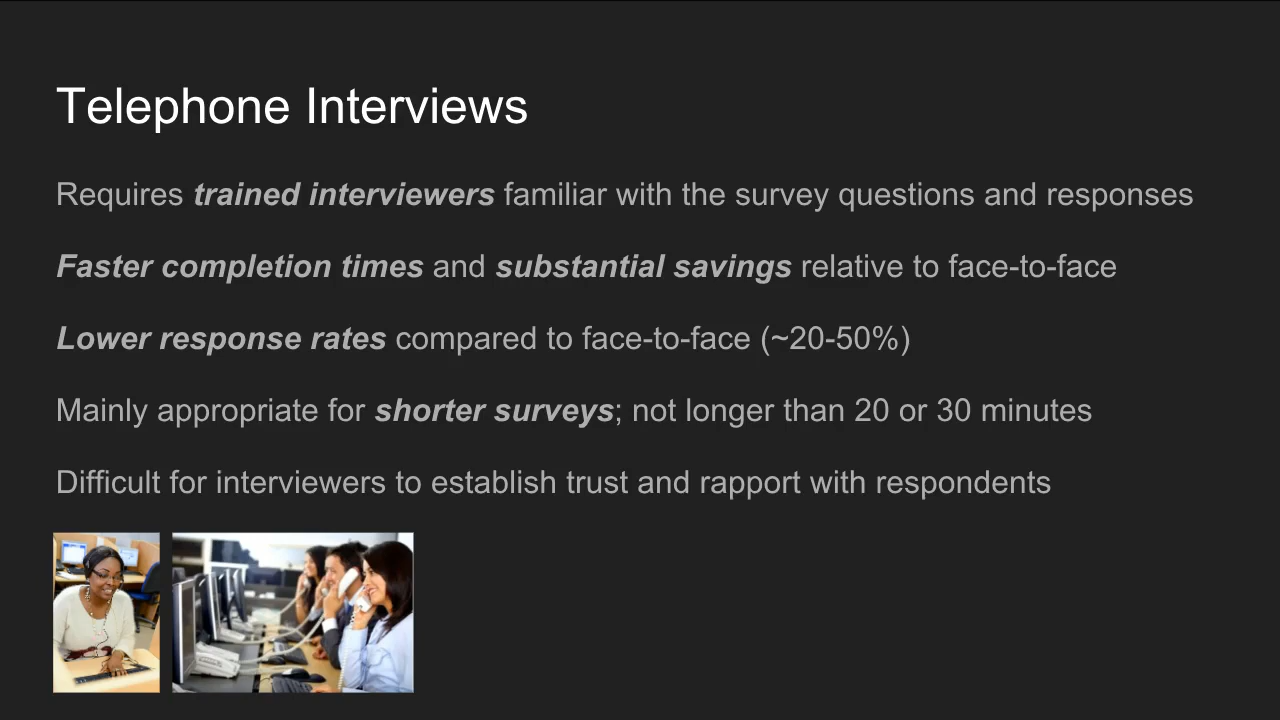 Telephone Interviews
Requires trained interviewers familiar with the survey questions and responses
Faster completion times and substantial savings relative to face-to-face
Lower response rates compared to face-to-face (~20-50%)
Mainly appropriate for shorter surveys; not longer than 20 or 30 minutes
Difficult for interviewers to establish trust and rapport with respondents